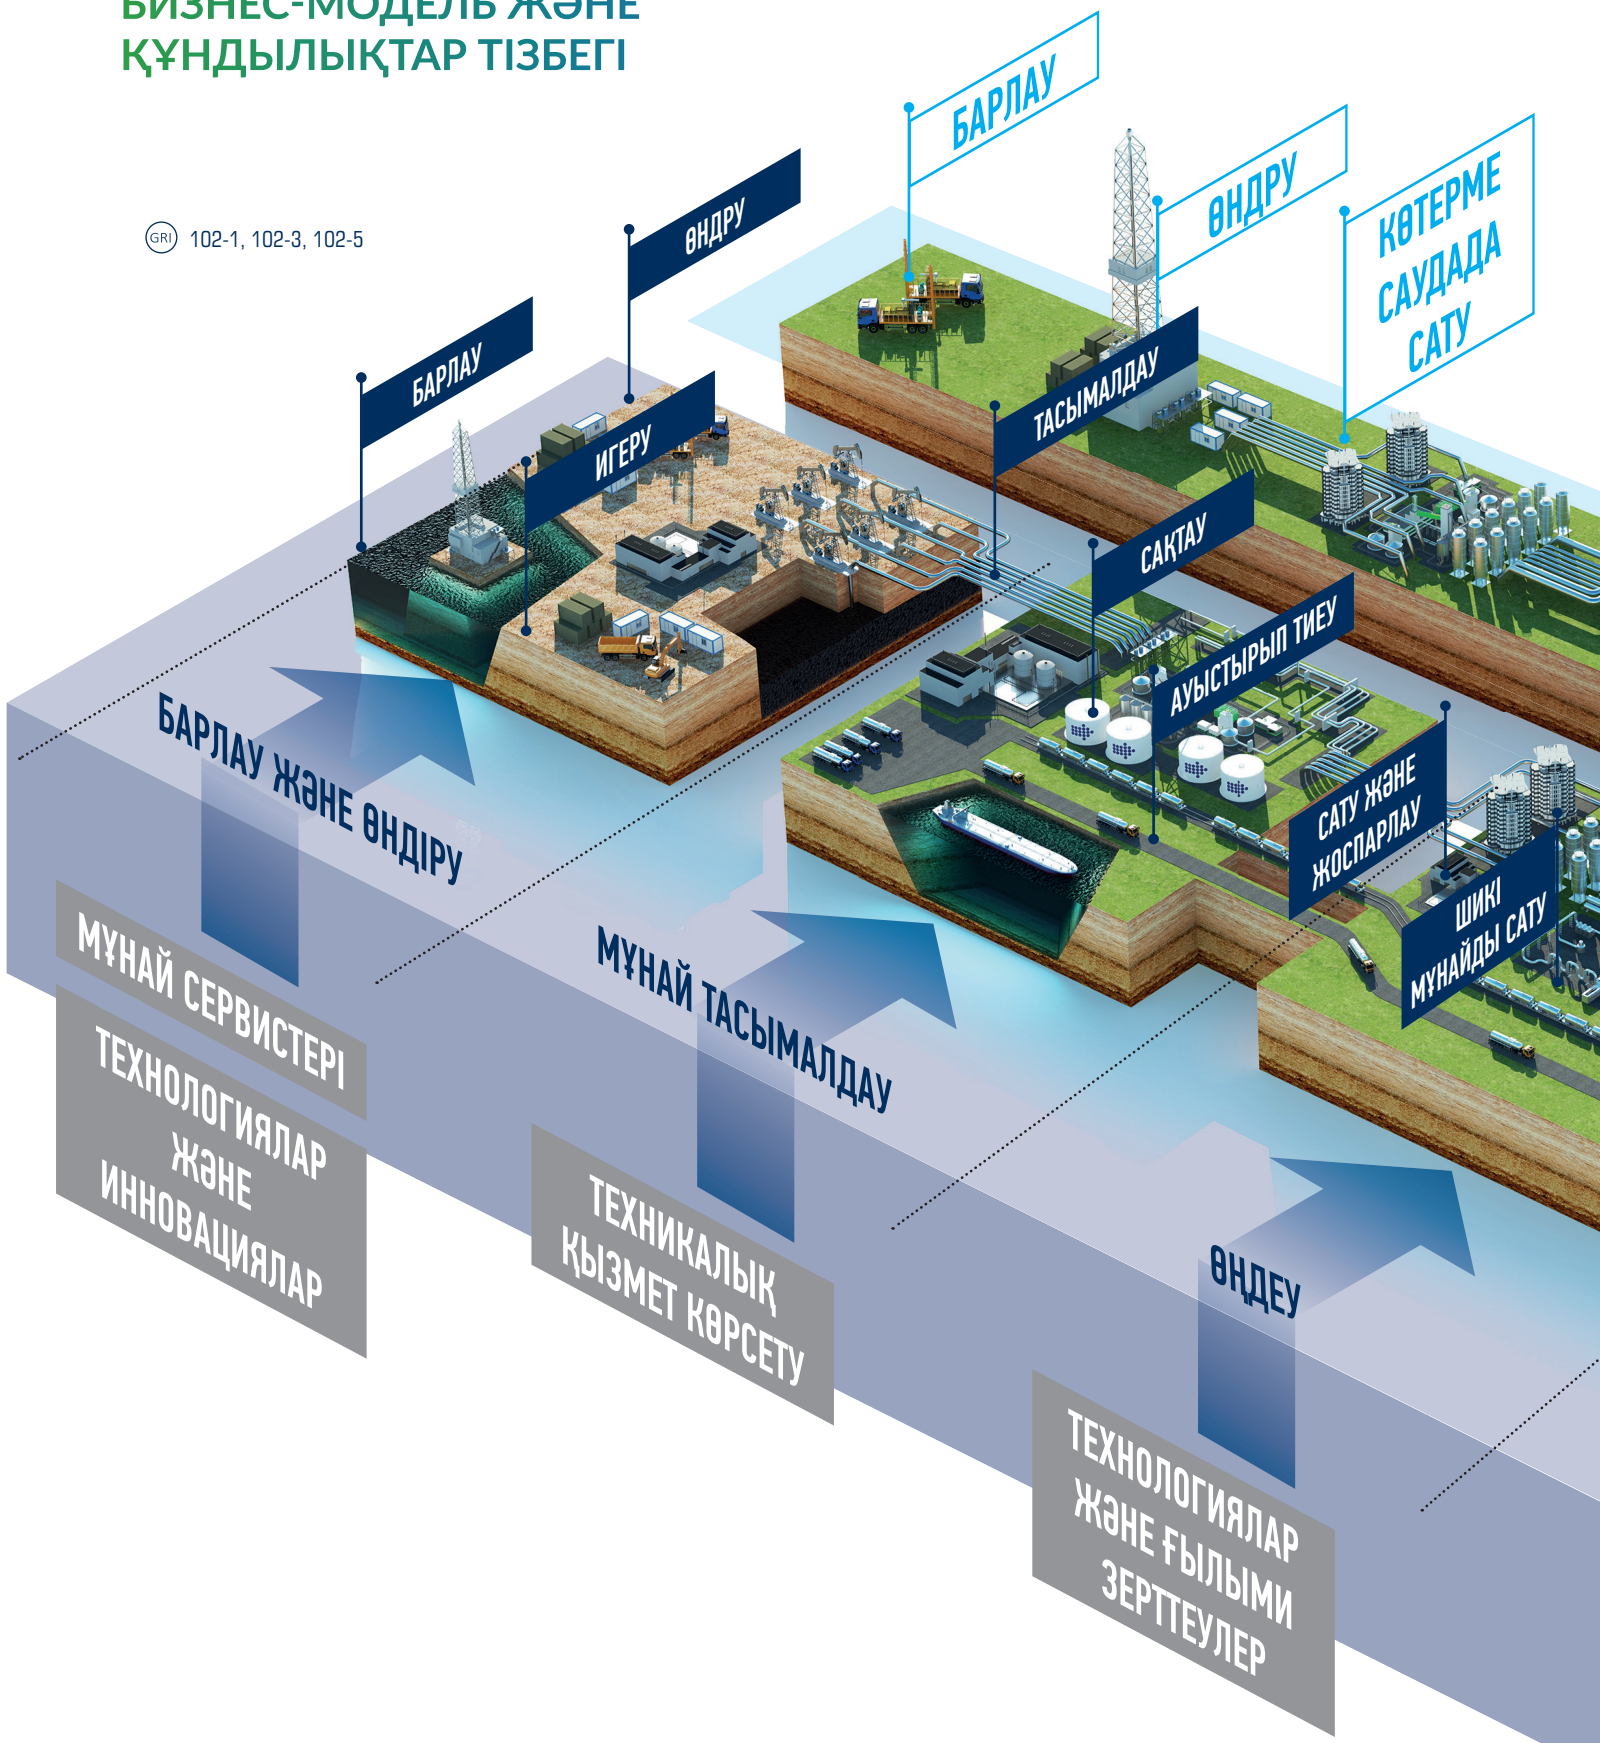 БИЗНЕС-МОДЕЛЬ ЖӘНЕ
ҚҰНДЫЛЫҚТАР ТІЗБЕГІ
GRI 102-1, 102-3, 102-5
БАРЛАУ
ӨНДРУ
КӨТЕРМЕ
САУДАДА
САТУ
ӨНДРУ
БАРЛАУ
ИГЕРУ
ТАСЫМАЛДАУ
САҚТАУ
АУЫСТЫРЫП ТИЕУ
САТУ ЖӘНЕ
ЖОСПАРЛАУ
ШИКІ
МҰНАЙДЫ САТУ
БАРЛАУ ЖӘНЕ ӨНДІРУ
МҰНАЙ ТАСЫМАЛДАУ
ӨҢДЕУ
МҰНАЙ СЕРВИСТЕРІ
ТЕХНОЛОГИЯЛАР
ЖӘНЕ
ИННОВАЦИЯЛАР
ТЕХНИКАЛЫҚ
ҚЫЗМЕТ КӨРСЕТУ
ТЕХНОЛОГИЯЛАР
ЖӘНЕ ҒЫЛЫМИ
ЗЕРТТЕУЛЕР